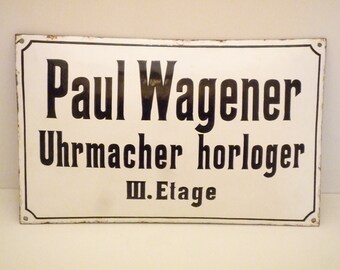 Paul Wagener
Uhrmacher horloger
III. Etage